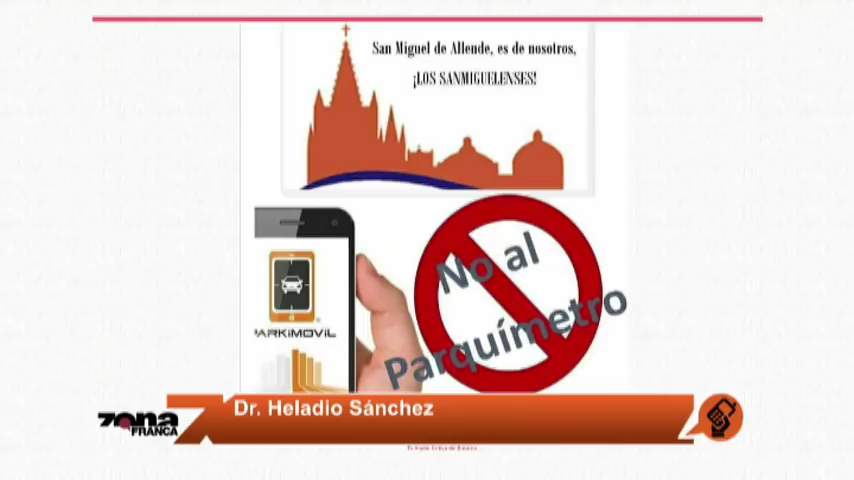 San Miguel de Allende, es de nosotros,
¡LOS SANMIGUELENSES!
No al
Parquímetro
PARKIMOVIL
Dr. Heladio Sánchez
zona
FRANCA